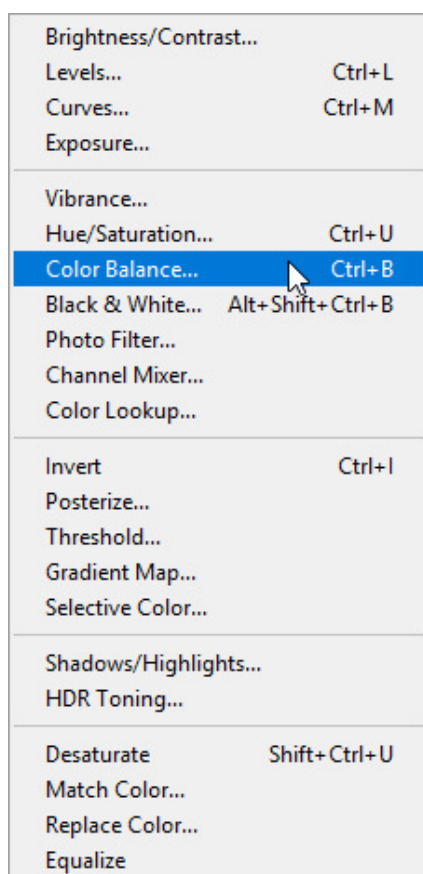 Brightness/Contrast...
Levels... Ctrl+L
Curves... Ctrl+M
Exposure...
Vibrance...
Hue/Saturation... Ctrl+U
Color Balance... Ctrl+B
Black & White... Alt+Shift+Ctrl+B
Photo Filter...
Channel Mixer...
Color Lookup...
Invert Ctrl+I
Posterize...
Threshold...
Gradient Map...
Selective Color...
Shadows/Highlights...
HDR Toning...
Desaturate Shift+Ctrl+U
Match Color...
Replace Color...
Equalize